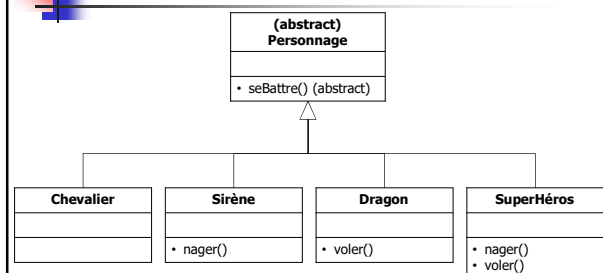 (abstract)
Personnage
• seBattre() (abstract)
Chevalier
Sirène
• nager()
Dragon
• voler()
SuperHéros
• nager()
• voler()